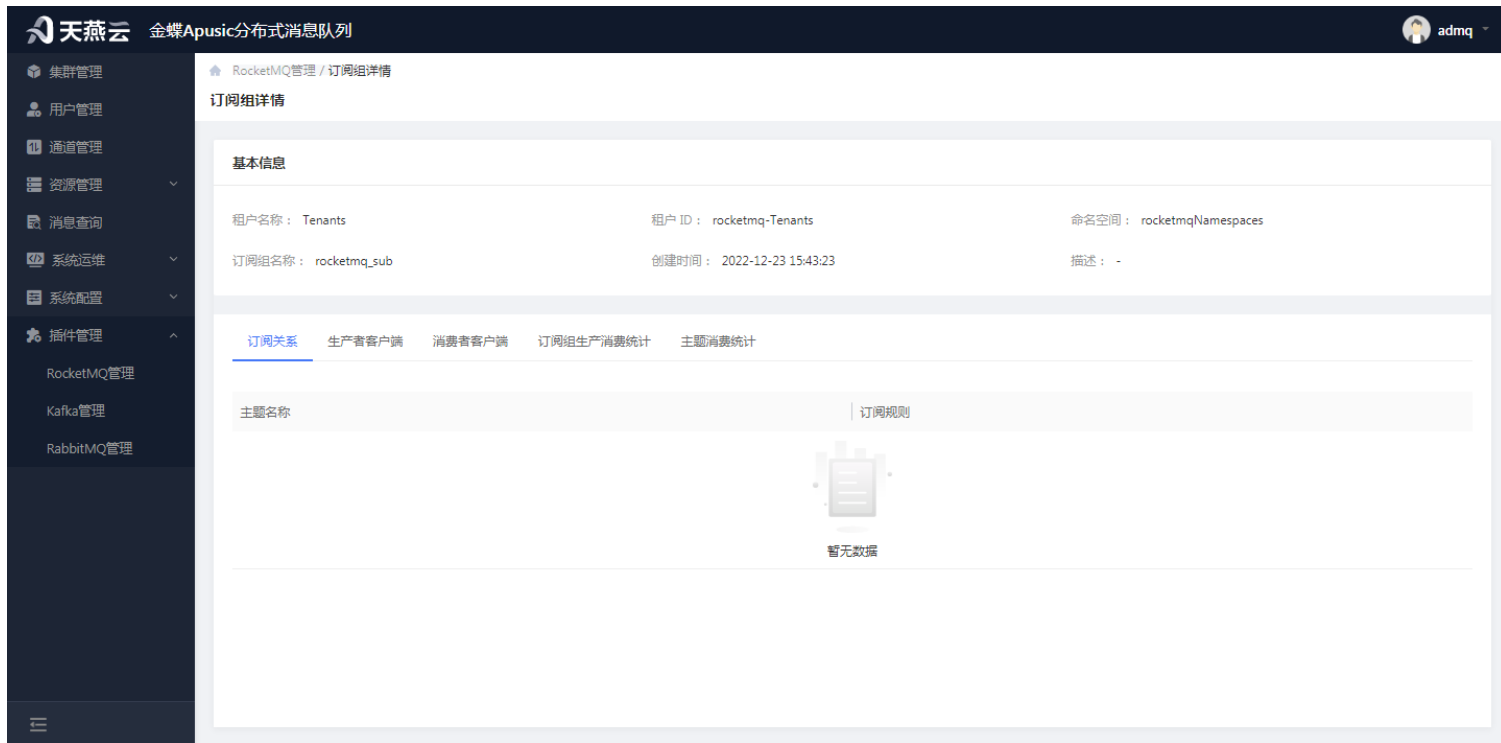 天燕云 金蝶Apusic分布式消息队列
admq
集群管理
用户管理
通道管理
资源管理
消息查询
系统运维
系统配置
插件管理
RocketMQ管理
Kafka管理
RabbitMQ管理
RocketMQ管理 / 订阅组详情
订阅组详情
基本信息
租户名称： Tenants
租户 ID： rocketmq-Tenants
命名空间： rocketmqNamespaces
订阅组名称： rocketmq_sub
创建时间： 2022-12-23 15:43:23
描述： -
订阅关系 生产者客户端 消费者客户端 订阅组生产消费统计 主题消费统计
主题名称 订阅规则
暂无数据